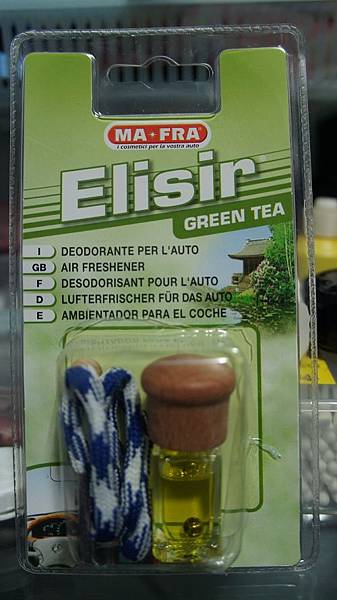 MA-FRA®
i cosmetici per la vostra auto
Elisir®
GREEN TEA
I DEODORANTE PER L'AUTO
GB AIR FRESHENER
F DESODORISANT POUR L'AUTO
D LUFTERFRISCHER FÜR DAS AUTO
E AMBIENTADOR PARA EL COCHE